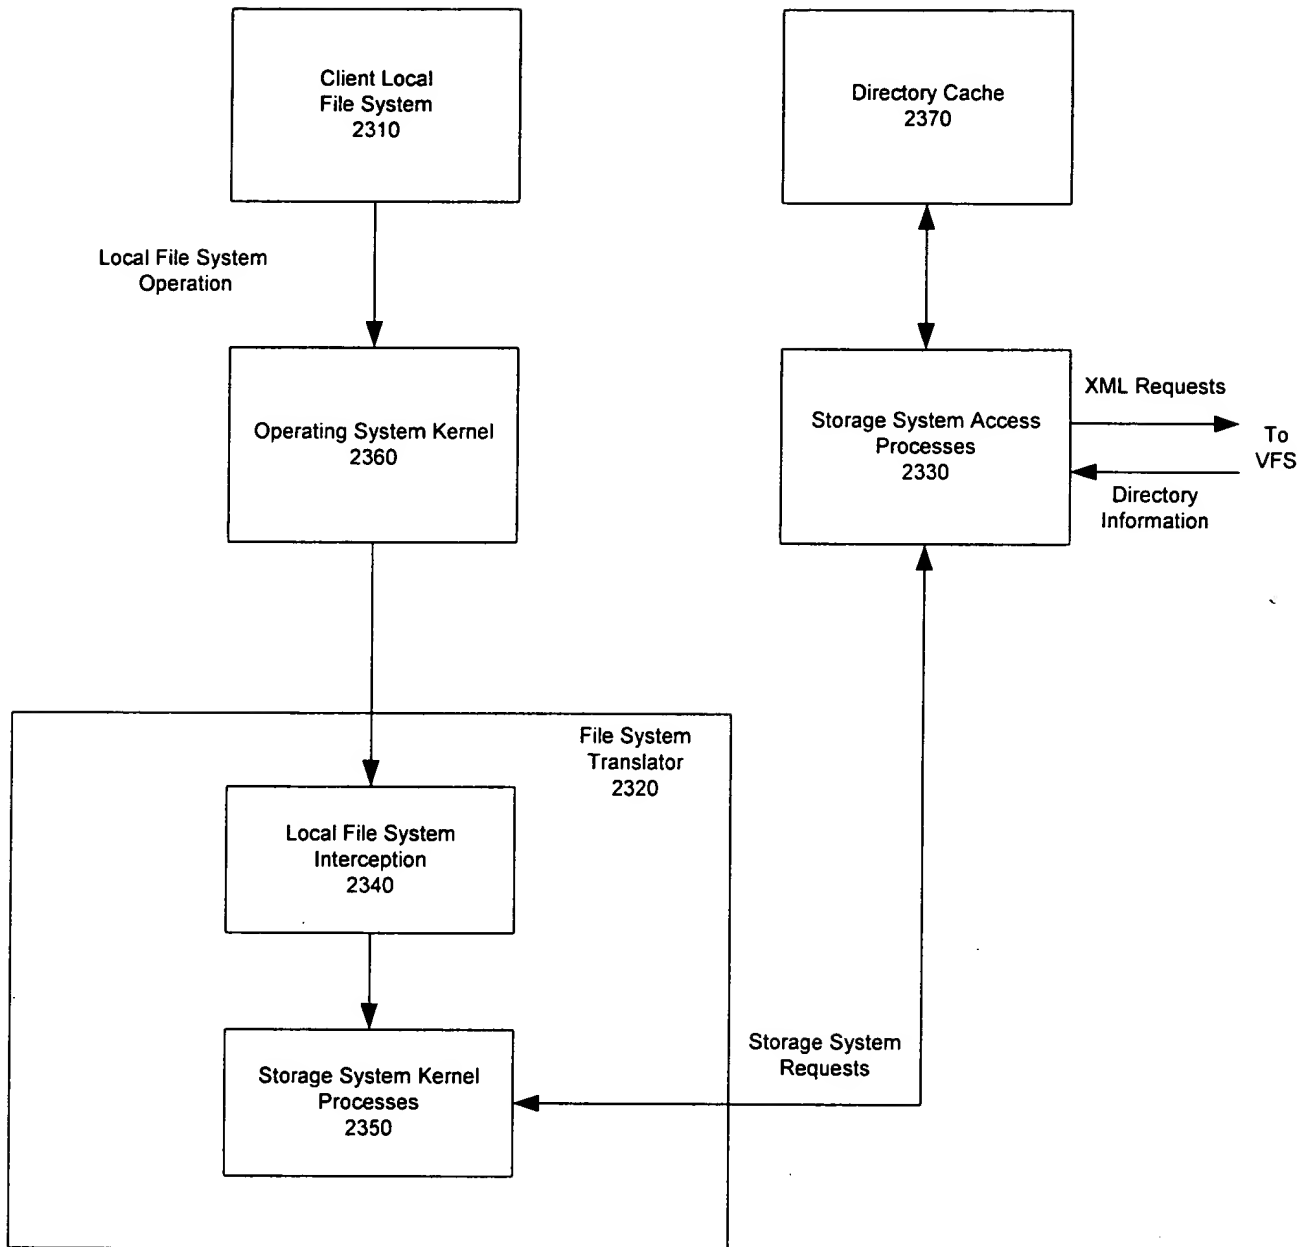 Client Local
File System
2310
Directory Cache
2370
Local File System
Operation
Operating System Kernel
2360
Storage System Access
Processes
2330
XML Requests
To
VFS
Directory
Information
File System
Translator
2320
Local File System
Interception
2340
Storage System Kernel
Processes
2350
Storage System
Requests